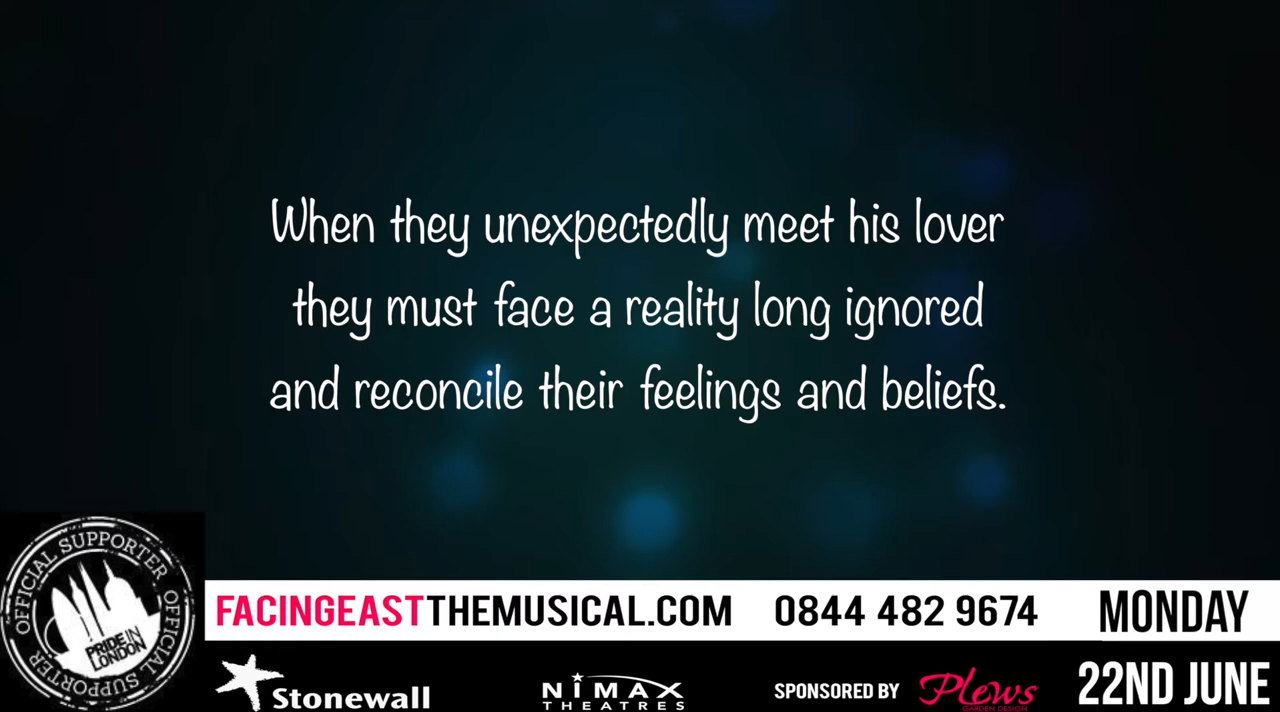 When they unexpectedly meet his lover
they must face a reality long ignored
and reconcile their feelings and beliefs.
OFFICIAL SUPPORTER OFFICIAL SUPPORTER
PRIDE IN
LONDON
FACINGEASTTHEMUSICAL.COM 0844 482 9674 MONDAY
Stonewall
NIMAX
THEATRES
SPONSORED BY Plews
GARDEN DESIGN
22ND JUNE